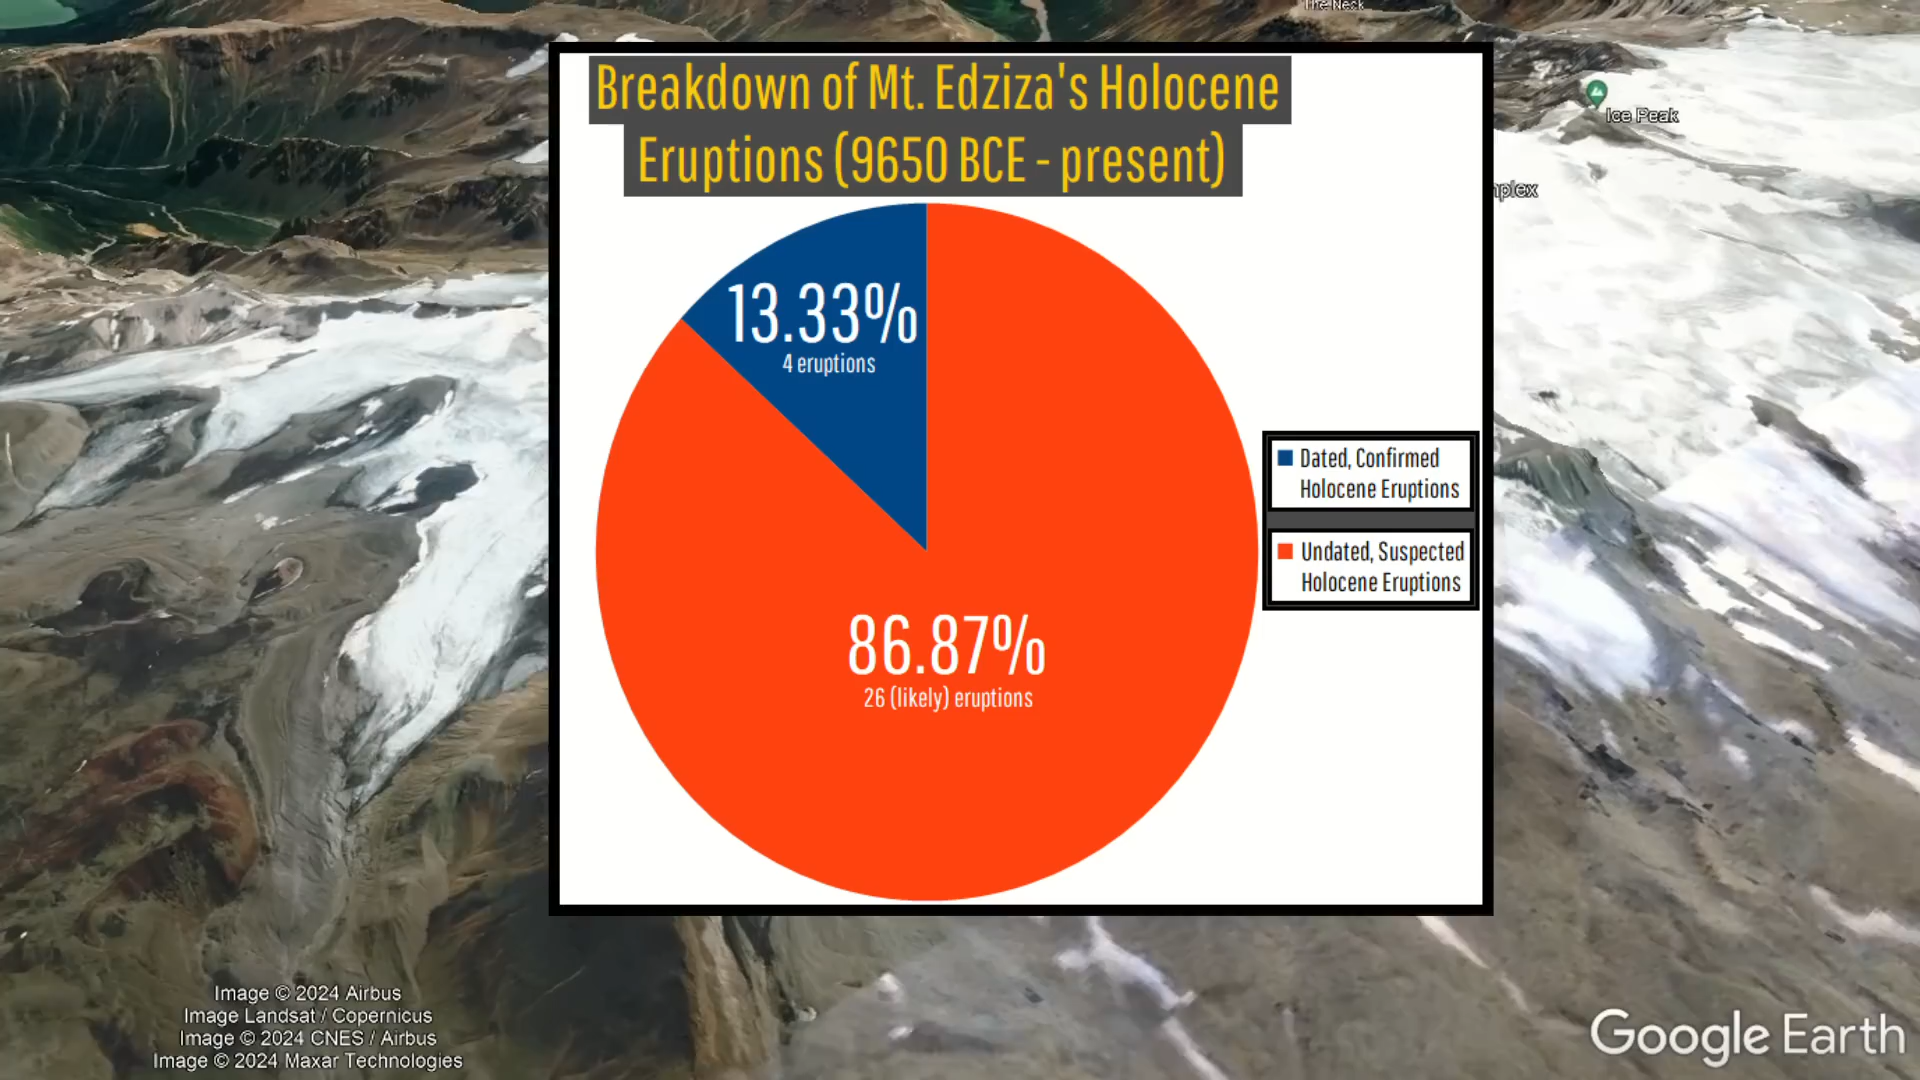 The Neck
Breakdown of Mt. Edziza's Holocene
Eruptions (9650 BCE - present)
Ice Peak
13.33%
4 eruptions
Dated, Confirmed
Holocene Eruptions
Undated, Suspected
Holocene Eruptions
86.87%
26 (likely) eruptions
Image © 2024 Airbus
Image Landsat / Copernicus
Image © 2024 CNES / Airbus
Image © 2024 Maxar Technologies
Google Earth